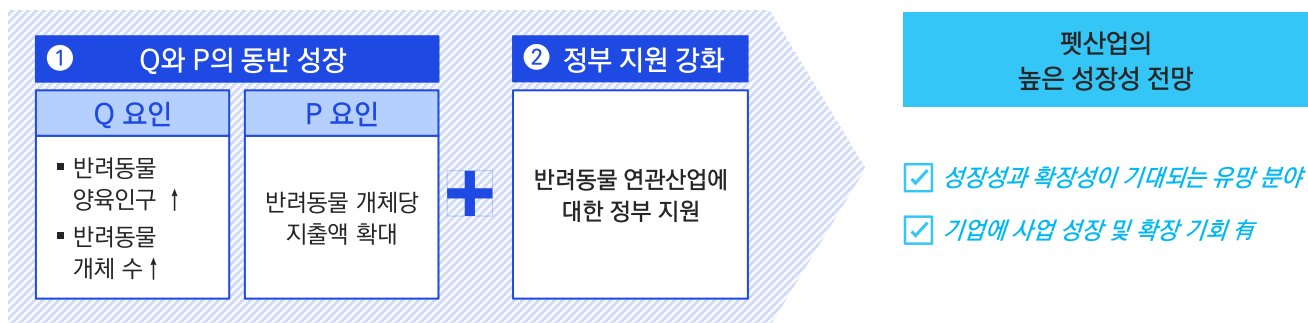 ❶ Q와 P의 동반 성장
Q 요인
▪ 반려동물
양육인구 ↑
▪ 반려동물
개체 수↑
P 요인
반려동물 개체당
지출액 확대
❷ 정부 지원 강화
반려동물 연관산업에
대한 정부 지원
펫산업의
높은 성장성 전망
성장성과 확장성이 기대되는 유망 분야
기업에 사업 성장 및 확장 기회 有